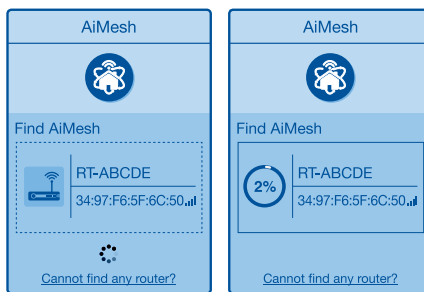 AiMesh
Find AiMesh
RT-ABCDE
34:97:F6:5F:6C:50
Cannot find any router?
AiMesh
Find AiMesh
2%
RT-ABCDE
34:97:F6:5F:6C:50
Cannot find any router?